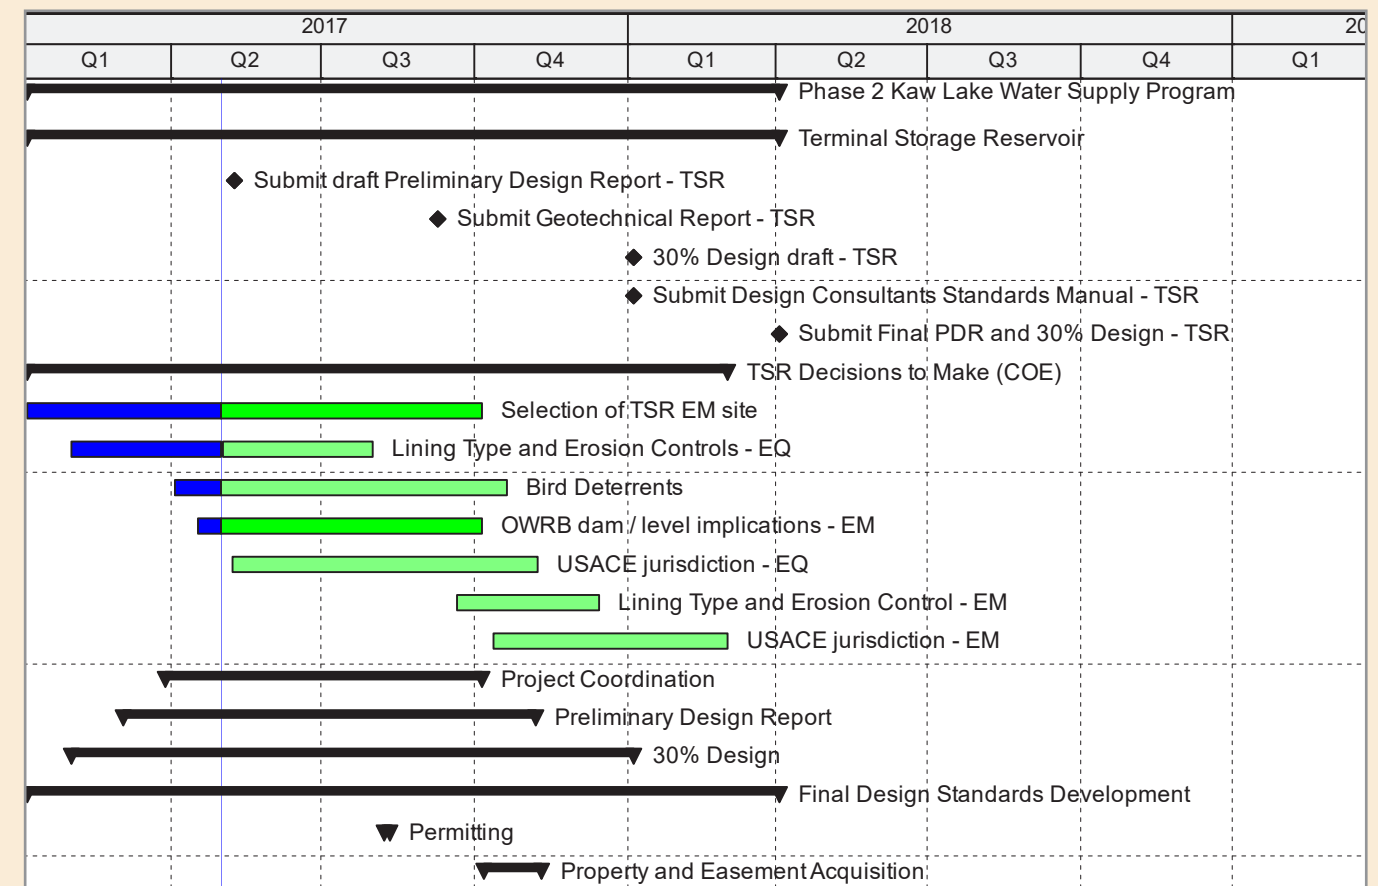 2017 2018 20
Q1 Q2 Q3 Q4 Q1 Q2 Q3 Q4 Q1
Phase 2 Kaw Lake Water Supply Program
Terminal Storage Reservoir
Submit draft Preliminary Design Report - TSR
Submit Geotechnical Report - TSR
30% Design draft - TSR
Submit Design Consultants Standards Manual - TSR
Submit Final PDR and 30% Design - TSR
TSR Decisions to Make (COE)
Selection of TSR EM site
Lining Type and Erosion Controls - EQ
Bird Deterrents
OWRB dam / level implications - EM
USACE jurisdiction - EQ
Lining Type and Erosion Control - EM
USACE jurisdiction - EM
Project Coordination
Preliminary Design Report
30% Design
Final Design Standards Development
Permitting
Property and Easement Acquisition